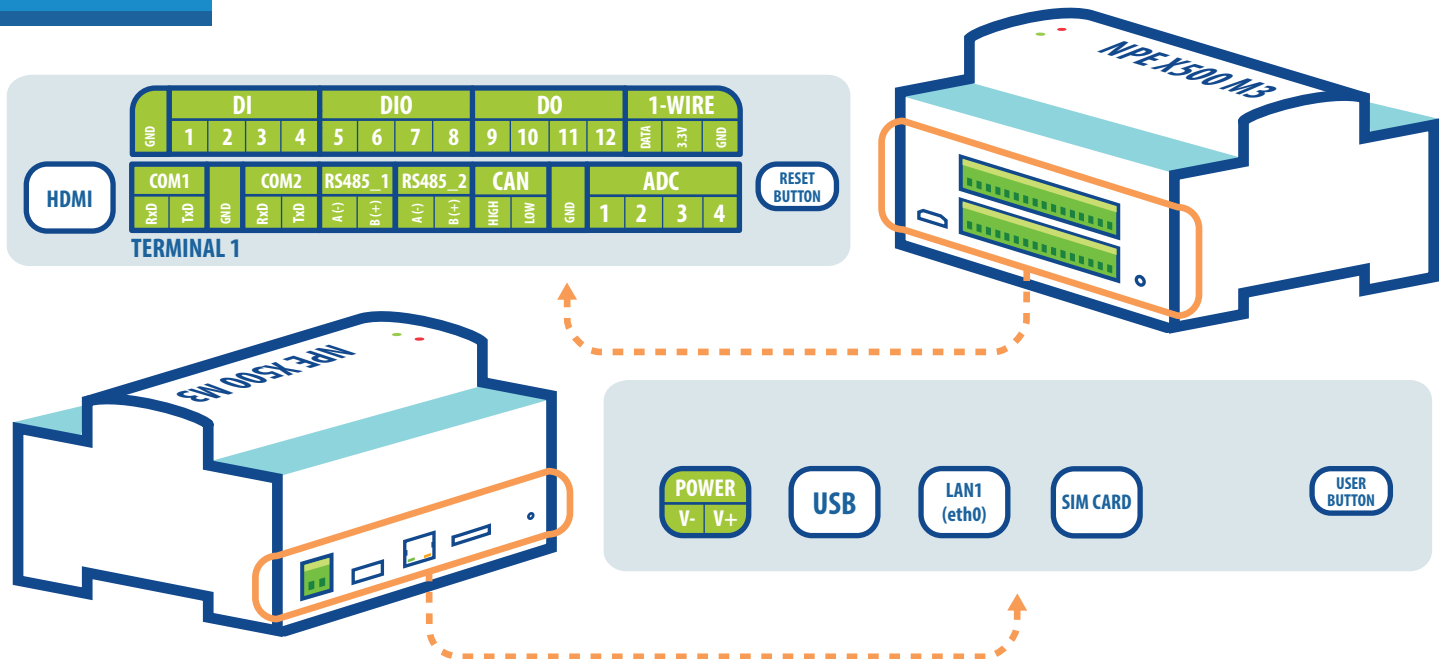 NPE X500 M3
DI DIO DO 1-WIRE
GND 1 2 3 4 5 6 7 8 9 10 11 12 DATA 3.3V GND
HDMI
COM1 COM2 RS485_1 RS485_2 CAN ADC
RxD TxD GND RxD TxD A (-) B (+) A (-) B (+) HIGH LOW GND 1 2 3 4
RESET
BUTTON
TERMINAL 1
NPE X500 M3
POWER
V- V+
USB
LAN1
(eth0)
SIM CARD
USER
BUTTON